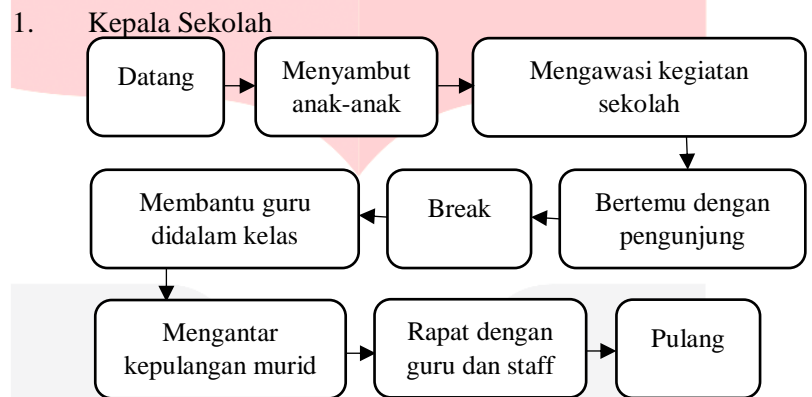 1. Kepala Sekolah
Datang
Menyambut
anak-anak
Mengawasi kegiatan
sekolah
Bertemu dengan
pengunjung
Break
Membantu guru
didalam kelas
Mengantar
kepulangan murid
Rapat dengan
guru dan staff
Pulang